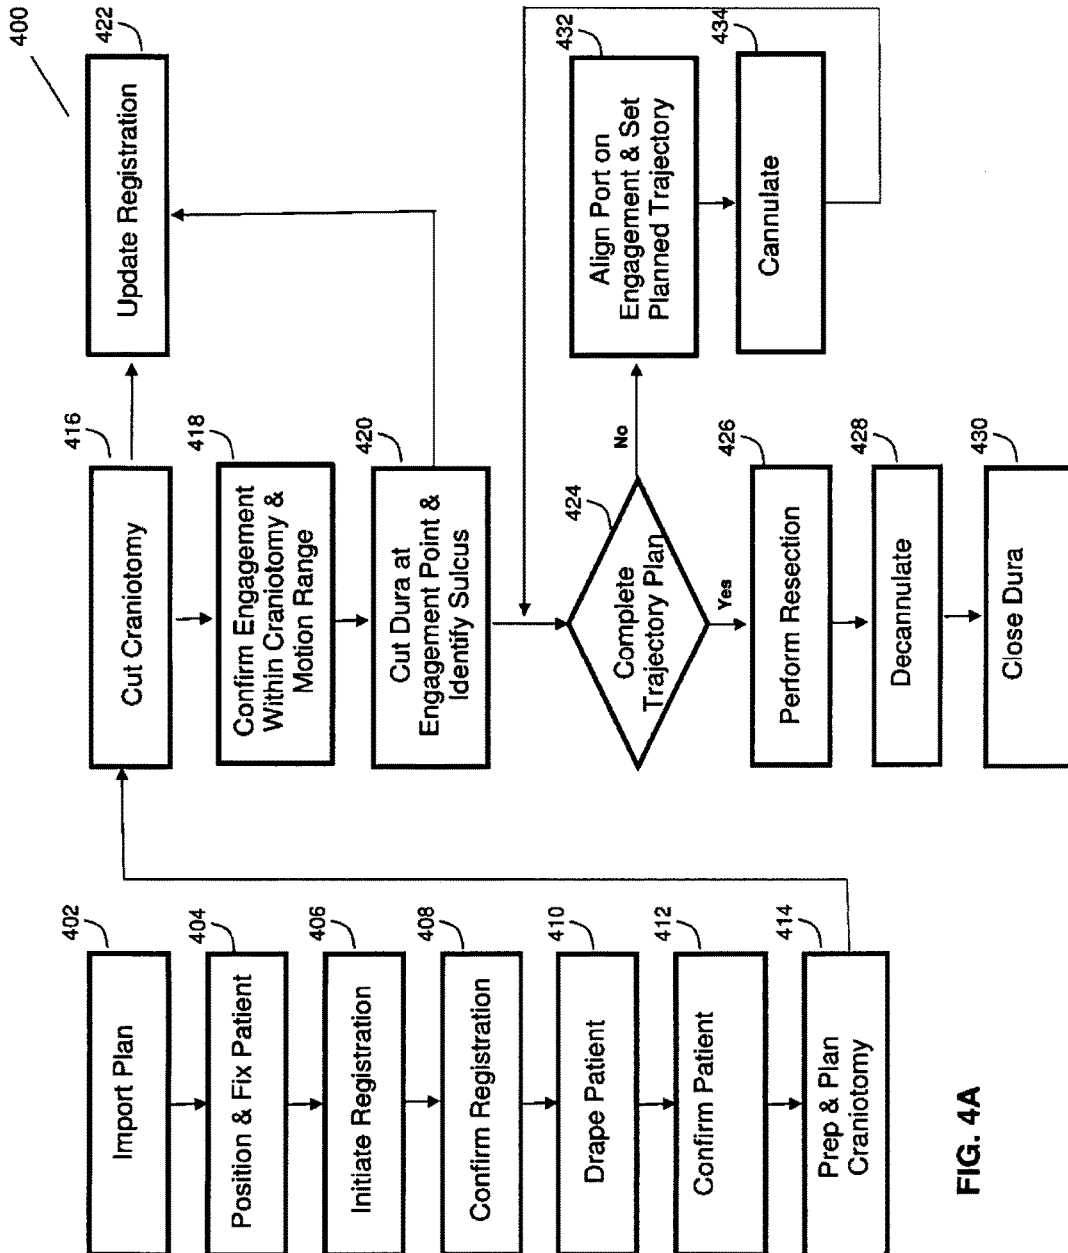 400
402
Import Plan
404
Position & Fix Patient
406
Initiate Registration
408
Confirm Registration
410
Drape Patient
412
Confirm Patient
414
Prep & Plan
Craniotomy
416
Cut Craniotomy
418
Confirm Engagement
Within Craniotomy &
Motion Range
420
Cut Dura at
Engagement Point &
Identify Sulcus
422
Update Registration
424
Complete
Trajectory Plan
No
Yes
426
Perform Resection
428
Decannulate
430
Close Dura
432
Align Port on
Engagement & Set
Planned Trajectory
434
Cannulate
FIG. 4A